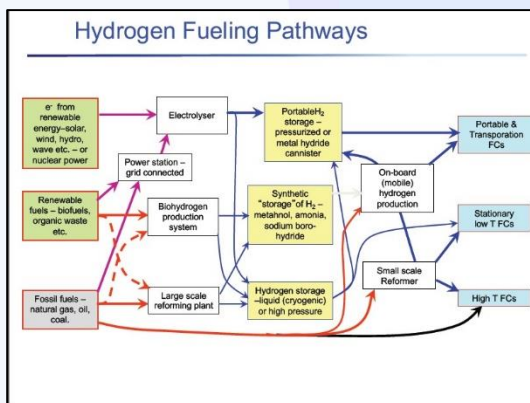 Hydrogen Fueling Pathways
e- from
renewable
energy–solar,
wind, hydro,
wave etc. – or
nuclear power
Electrolyser
PortableH2
storage –
pressurized or
metal hydride
cannister
Portable &
Transporation
FCs
Power station –
grid connected
Renewable
fuels – biofuels,
organic waste
etc.
Biohydrogen
production
system
Synthetic
"storage" of H2 –
metahnol, amonia,
sodium boro-
hydride
On-board
(mobile)
hydrogen
production
Stationary
low T FCs
Fossil fuels –
natural gas, oil,
coal.
Large scale
reforming plant
Hydrogen storage
–liquid (cryogenic)
or high pressure
Small scale
Reformer
High T FCs